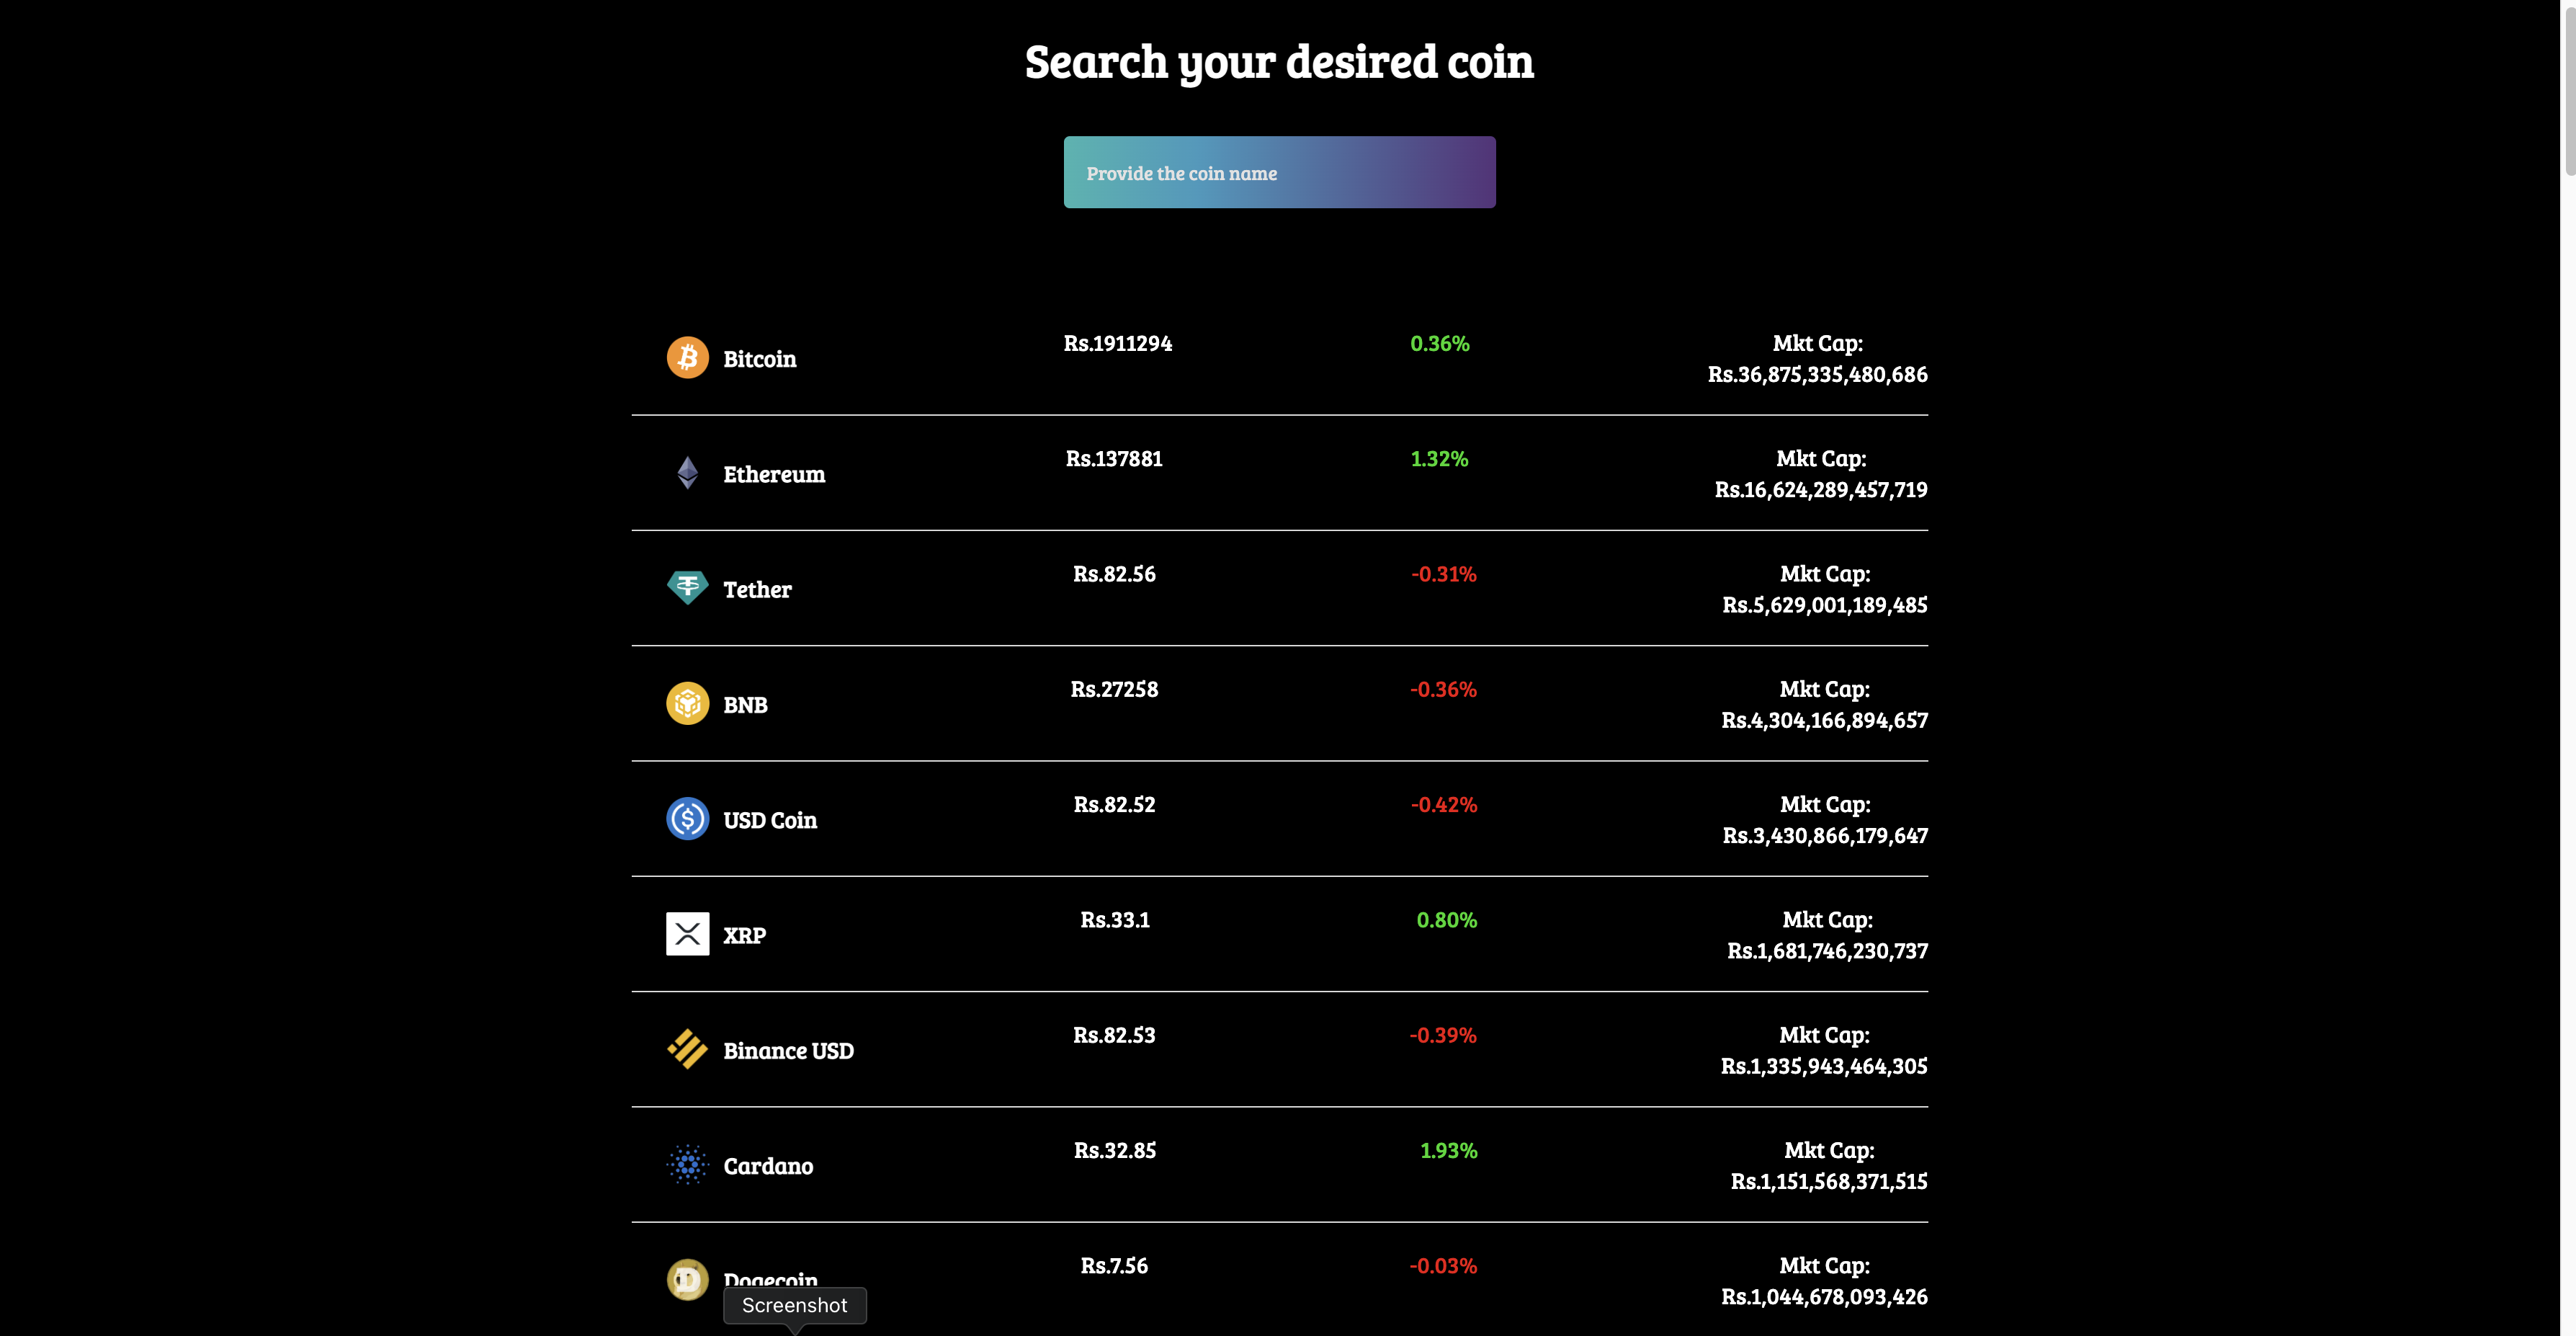 Search your desired coin
Provide the coin name
Bitcoin Rs.1911294 0.36% Mkt Cap:
Rs.36,875,335,480,686
Ethereum Rs.137881 1.32% Mkt Cap:
Rs.16,624,289,457,719
Tether Rs.82.56 -0.31% Mkt Cap:
Rs.5,629,001,189,485
BNB Rs.27258 -0.36% Mkt Cap:
Rs.4,304,166,894,657
USD Coin Rs.82.52 -0.42% Mkt Cap:
Rs.3,430,866,179,647
XRP Rs.33.1 0.80% Mkt Cap:
Rs.1,681,746,230,737
Binance USD Rs.82.53 -0.39% Mkt Cap:
Rs.1,335,943,464,305
Cardano Rs.32.85 1.93% Mkt Cap:
Rs.1,151,568,371,515
Dogecoin Rs.7.56 -0.03% Mkt Cap:
Rs.1,044,678,093,426
Screenshot